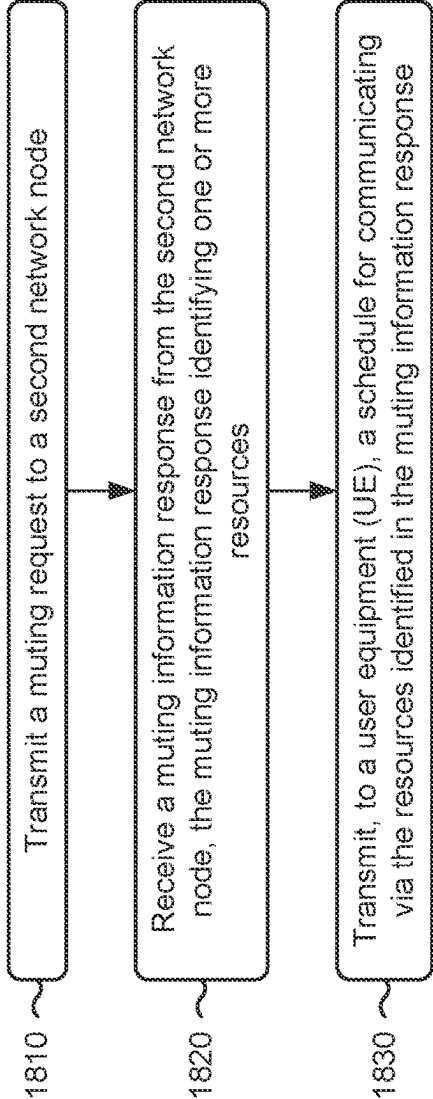 1810
Transmit a muting request to a second network node
1820
Receive a muting information response from the second network
node, the muting information response identifying one or more
resources
1830
Transmit, to a user equipment (UE), a schedule for communicating
via the resources identified in the muting information response